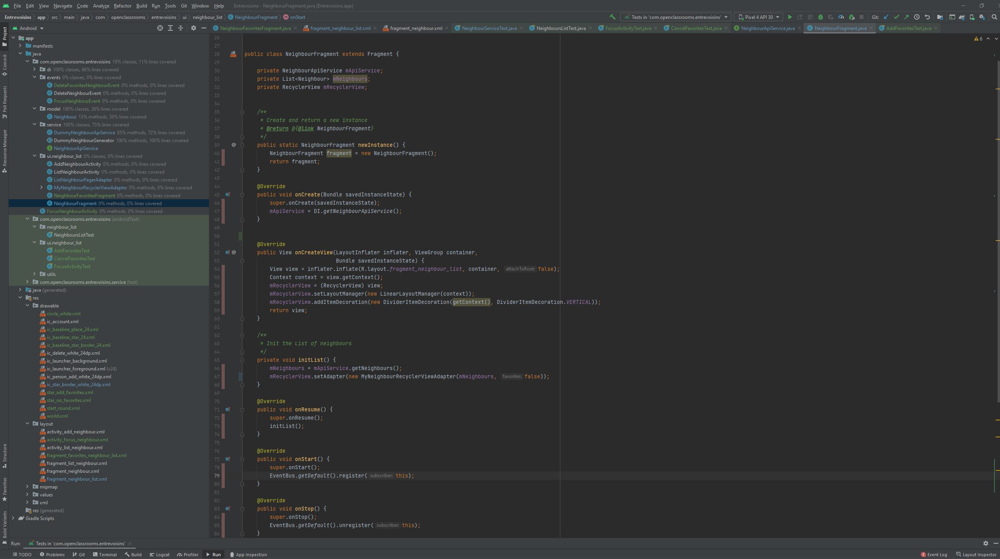 File Edit View Navigate Code Analyze Refactor Build Run Tools Git Window Help Entrevoisins - NeighbourFragment.java [Entrevoisins.app]
Entrevoisins app src main java com openclassrooms entrevoisins ui neighbour_list NeighbourFragment onStart Tests in 'com.openclassrooms.entrevoisins' Pixel 4 API 30 Git:
Android
NeighbourFavoritesFragment.java fragment_neighbour_list.xml fragment_neighbour.xml NeighbourServiceTest.java NeighboursListTest.java FocusActivityTest.java CancelFavoritesTest.java NeighbourApiService.java NeighbourFragment.java AddFavoritesTest.java
Project
Commit
Pull Requests
Resource Manager
Structure
Favorites
Build Variants
app
manifests
java
com.openclassrooms.entrevoisins 19% classes, 11% lines covered
di 100% classes, 66% lines covered
events 0% classes, 0% lines covered
DeleteFavoritesNeighbourEvent 0% methods, 0% lines covered
DeleteNeighbourEvent 0% methods, 0% lines covered
FocusNeighbourEvent 0% methods, 0% lines covered
model 100% classes, 38% lines covered
Neighbour 13% methods, 38% lines covered
service 100% classes, 75% lines covered
DummyNeighbourApiService 85% methods, 72% lines covered
DummyNeighbourGenerator 100% methods, 100% lines covered
NeighbourApiService
ui.neighbour_list 0% classes, 0% lines covered
AddNeighbourActivity 0% methods, 0% lines covered
ListNeighbourActivity 0% methods, 0% lines covered
ListNeighbourPagerAdapter 0% methods, 0% lines covered
MyNeighbourRecyclerViewAdapter 0% methods, 0% lines covered
NeighbourFavoritesFragment 0% methods, 0% lines covered
NeighbourFragment 0% methods, 0% lines covered
FocusNeighbourActivity 0% methods, 0% lines covered
com.openclassrooms.entrevoisins (androidTest)
neighbour_list
NeighboursListTest
ui.neighbour_list
AddFavoritesTest
CancelFavoritesTest
FocusActivityTest
utils
com.openclassrooms.entrevoisins.service (test)
java (generated)
res
drawable
circle_white.xml
ic_account.xml
ic_baseline_place_24.xml
ic_baseline_star_24.xml
ic_baseline_star_border_24.xml
ic_delete_white_24dp.xml
ic_launcher_background.xml
ic_launcher_foreground.xml (v24)
ic_person_add_white_24dp.xml
ic_star_border_white_24dp.xml
star_add_favorites.xml
star_no_favorites.xml
start_round.xml
world.xml
layout
activity_add_neighbour.xml
activity_focus_neighbour.xml
activity_list_neighbour.xml
fragment_favorites_neighbour_list.xml
fragment_list_neighbour.xml
fragment_neighbour.xml
fragment_neighbour_list.xml
mipmap
values
xml
res (generated)
Gradle Scripts
6
26
27
28 public class NeighbourFragment extends Fragment {
29
30 private NeighbourApiService mApiService;
31 private List<Neighbour> mNeighbours;
32 private RecyclerView mRecyclerView;
33
34
35 /**
36 * Create and return a new instance
37 * @return @{@link NeighbourFragment}
38 */
39 @ public static NeighbourFragment newInstance() {
40 NeighbourFragment fragment = new NeighbourFragment();
41 return fragment;
42 }
43
44 @Override
45 public void onCreate(Bundle savedInstanceState) {
46 super.onCreate(savedInstanceState);
47 mApiService = DI.getNeighbourApiService();
48 }
49
50
51 @Override
52 @ public View onCreateView(LayoutInflater inflater, ViewGroup container,
53 Bundle savedInstanceState) {
54 View view = inflater.inflate(R.layout.fragment_neighbour_list, container, attachToRoot: false);
55 Context context = view.getContext();
56 mRecyclerView = (RecyclerView) view;
57 mRecyclerView.setLayoutManager(new LinearLayoutManager(context));
58 mRecyclerView.addItemDecoration(new DividerItemDecoration(getContext(), DividerItemDecoration.VERTICAL));
59 return view;
60 }
61
62 /**
63 * Init the List of neighbours
64 */
65 private void initList() {
66 mNeighbours = mApiService.getNeighbours();
67 mRecyclerView.setAdapter(new MyNeighbourRecyclerViewAdapter(mNeighbours, favorites: false));
68 }
69
70 @Override
71 public void onResume() {
72 super.onResume();
73 initList();
74 }
75
76 @Override
77 public void onStart() {
78 super.onStart();
79 EventBus.getDefault().register( subscriber: this);
80 }
81
82 @Override
83 public void onStop() {
84 super.onStop();
85 EventBus.getDefault().unregister( subscriber: this);
86 }
Run: Tests in 'com.openclassrooms.entrevoisins'
TODO Problems Git Terminal Build Logcat Profiler Run App Inspection 3 Event Log Layout Inspector